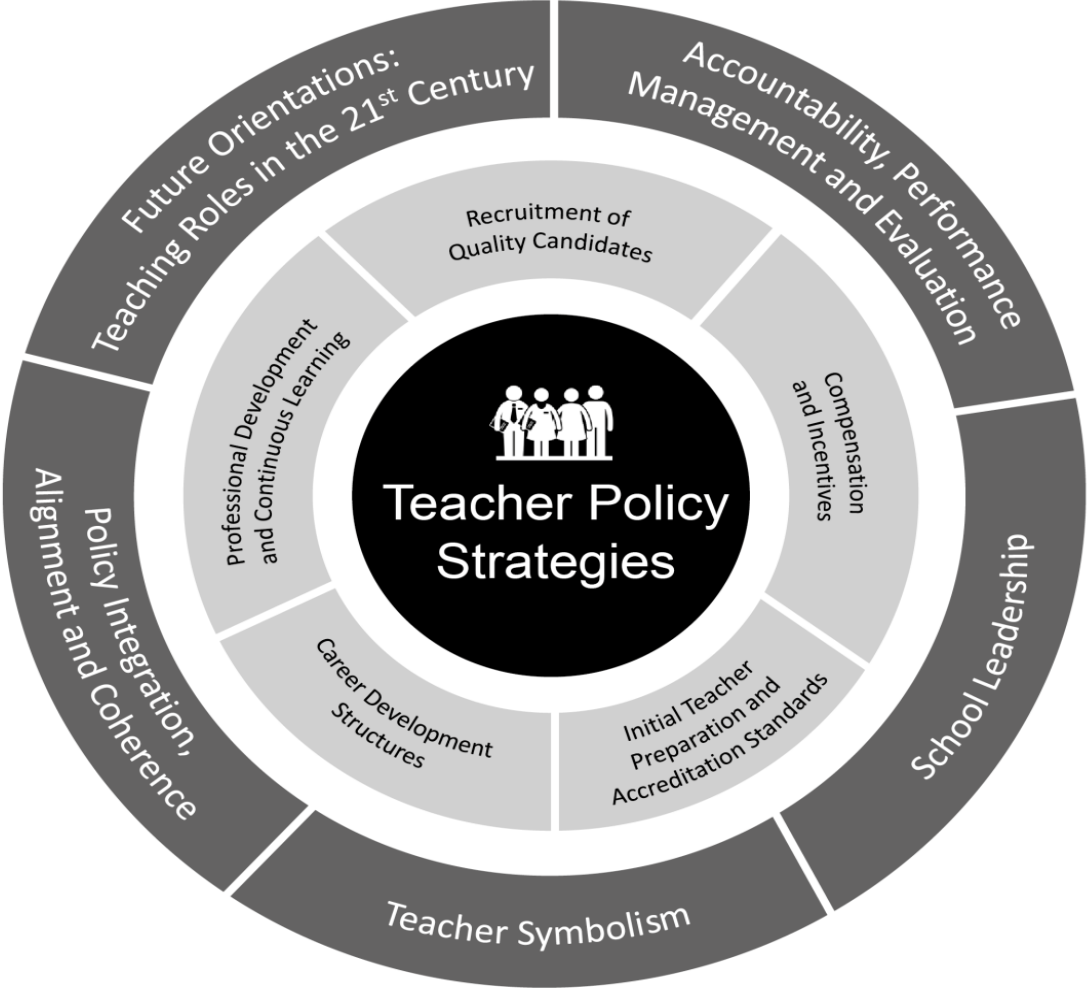 Future Orientations:
Teaching Roles in the 21st Century
Accountability, Performance
Management and Evaluation
School Leadership
Teacher Symbolism
Policy Integration,
Alignment and Coherence
Recruitment of
Quality Candidates
Compensation
and Incentives
Initial Teacher
Preparation and
Accreditation Standards
Career Development
Structures
Professional Development
and Continuous Learning
Teacher Policy
Strategies